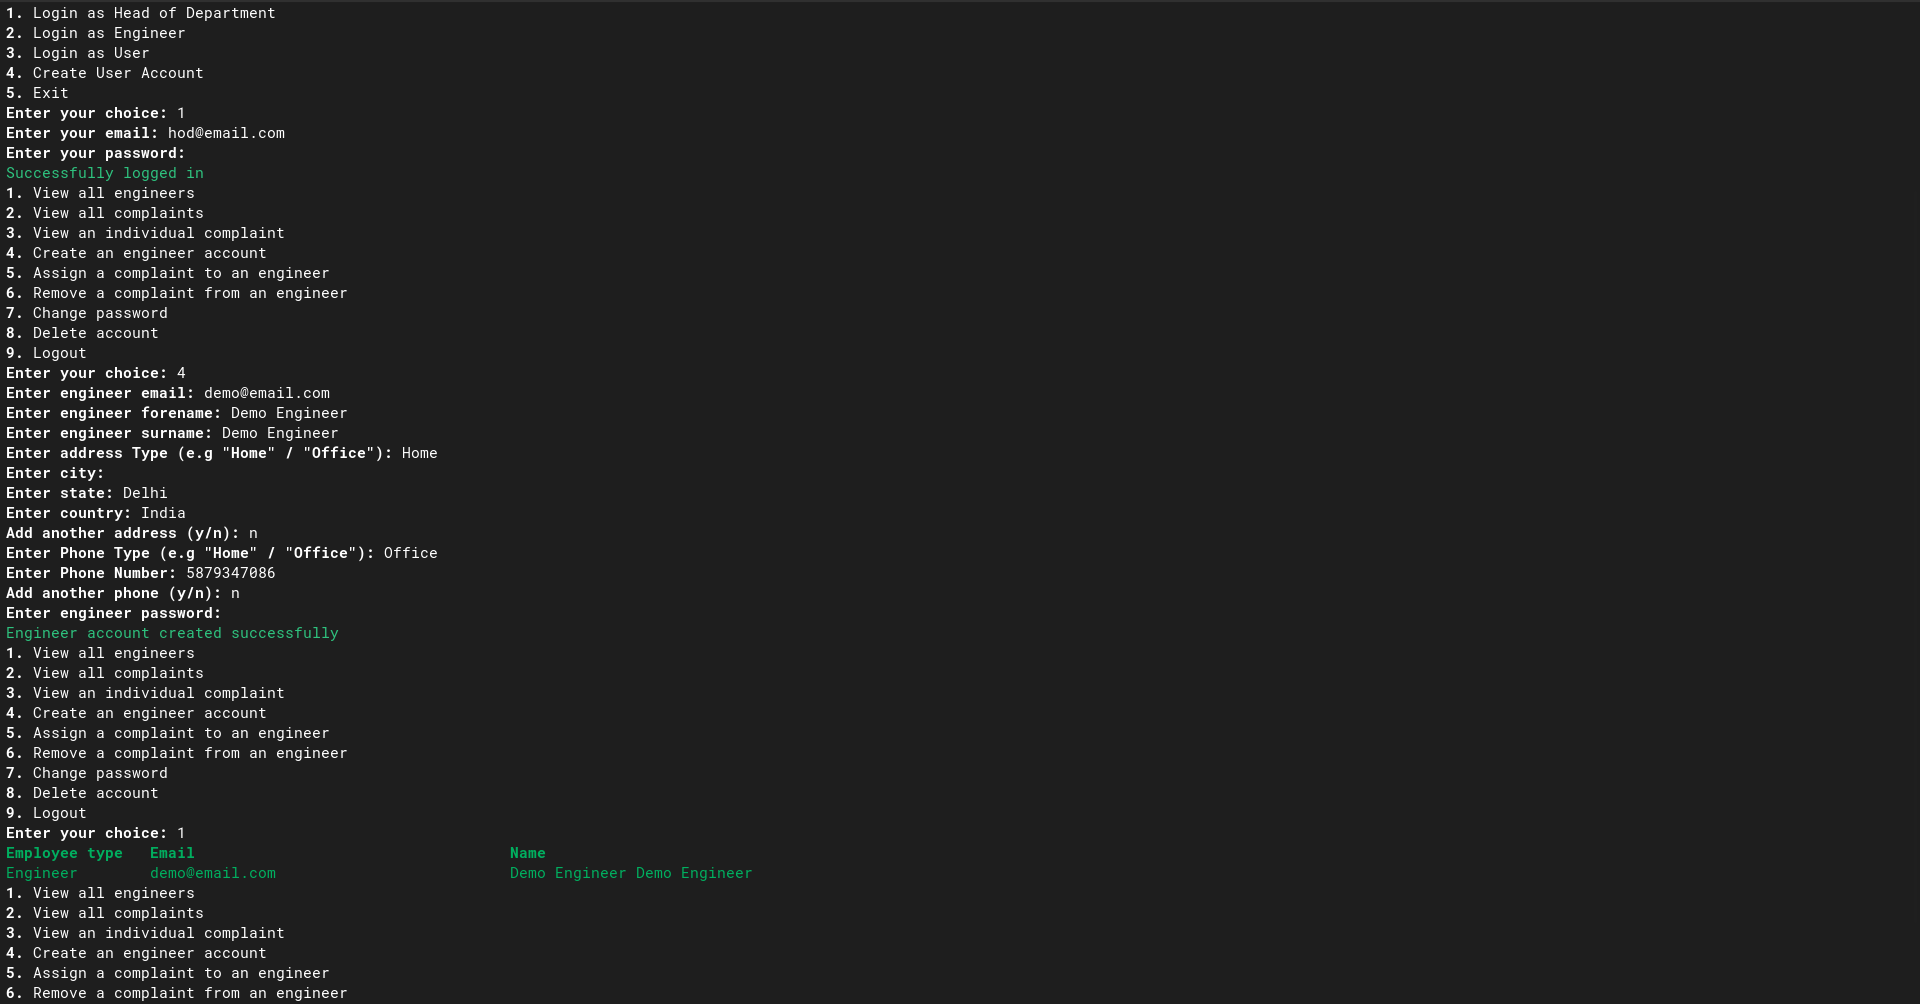 1. Login as Head of Department
2. Login as Engineer
3. Login as User
4. Create User Account
5. Exit
Enter your choice: 1
Enter your email: hod@email.com
Enter your password:
Successfully logged in
1. View all engineers
2. View all complaints
3. View an individual complaint
4. Create an engineer account
5. Assign a complaint to an engineer
6. Remove a complaint from an engineer
7. Change password
8. Delete account
9. Logout
Enter your choice: 4
Enter engineer email: demo@email.com
Enter engineer forename: Demo Engineer
Enter engineer surname: Demo Engineer
Enter address Type (e.g "Home" / "Office"): Home
Enter city:
Enter state: Delhi
Enter country: India
Add another address (y/n): n
Enter Phone Type (e.g "Home" / "Office"): Office
Enter Phone Number: 5879347086
Add another phone (y/n): n
Enter engineer password:
Engineer account created successfully
1. View all engineers
2. View all complaints
3. View an individual complaint
4. Create an engineer account
5. Assign a complaint to an engineer
6. Remove a complaint from an engineer
7. Change password
8. Delete account
9. Logout
Enter your choice: 1
Employee type Email Name
Engineer demo@email.com Demo Engineer Demo Engineer
1. View all engineers
2. View all complaints
3. View an individual complaint
4. Create an engineer account
5. Assign a complaint to an engineer
6. Remove a complaint from an engineer